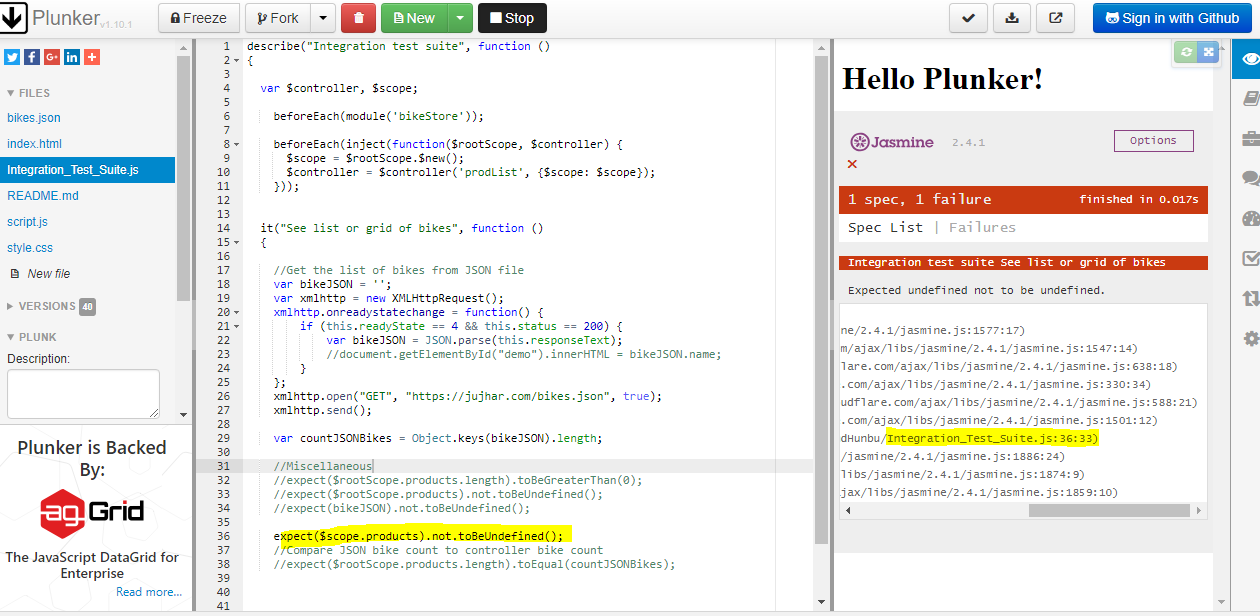 Plunker v1.10.1
Freeze
Fork
New
Stop
Sign in with Github
FILES
bikes.json
index.html
Integration_Test_Suite.js
README.md
script.js
style.css
New file
VERSIONS 40
PLUNK
Description:
Plunker is Backed
By:
ag-Grid
The JavaScript DataGrid for
Enterprise
Read more...
1 describe("Integration test suite", function ()
2 {
3
4 var $controller, $scope;
5
6 beforeEach(module('bikeStore'));
7
8 beforeEach(inject(function($rootScope, $controller) {
9 $scope = $rootScope.$new();
10 $controller = $controller('prodList', {$scope: $scope});
11 }));
12
13
14 it("See list or grid of bikes", function ()
15 {
16
17 //Get the list of bikes from JSON file
18 var bikeJSON = '';
19 var xmlhttp = new XMLHttpRequest();
20 xmlhttp.onreadystatechange = function() {
21 if (this.readyState == 4 && this.status == 200) {
22 var bikeJSON = JSON.parse(this.responseText);
23 //document.getElementById("demo").innerHTML = bikeJSON.name;
24 }
25 };
26 xmlhttp.open("GET", "https://jujhar.com/bikes.json", true);
27 xmlhttp.send();
28
29 var countJSONBikes = Object.keys(bikeJSON).length;
30
31 //Miscellaneous
32 //expect($rootScope.products.length).toBeGreaterThan(0);
33 //expect($rootScope.products).not.toBeUndefined();
34 //expect(bikeJSON).not.toBeUndefined();
35
36 expect($scope.products).not.toBeUndefined();
37 //Compare JSON bike count to controller bike count
38 //expect($rootScope.products.length).toEqual(countJSONBikes);
39
40
41
Hello Plunker!
Jasmine 2.4.1
Options
1 spec, 1 failure finished in 0.017s
Spec List | Failures
Integration test suite See list or grid of bikes
Expected undefined not to be undefined.
ne/2.4.1/jasmine.js:1577:17)
m/ajax/libs/jasmine/2.4.1/jasmine.js:1547:14)
lare.com/ajax/libs/jasmine/2.4.1/jasmine.js:638:18)
.com/ajax/libs/jasmine/2.4.1/jasmine.js:330:34)
udflare.com/ajax/libs/jasmine/2.4.1/jasmine.js:588:21)
.com/ajax/libs/jasmine/2.4.1/jasmine.js:1501:12)
dHunbu/Integration_Test_Suite.js:36:33)
/jasmine/2.4.1/jasmine.js:1886:24)
libs/jasmine/2.4.1/jasmine.js:1874:9)
jax/libs/jasmine/2.4.1/jasmine.js:1859:10)